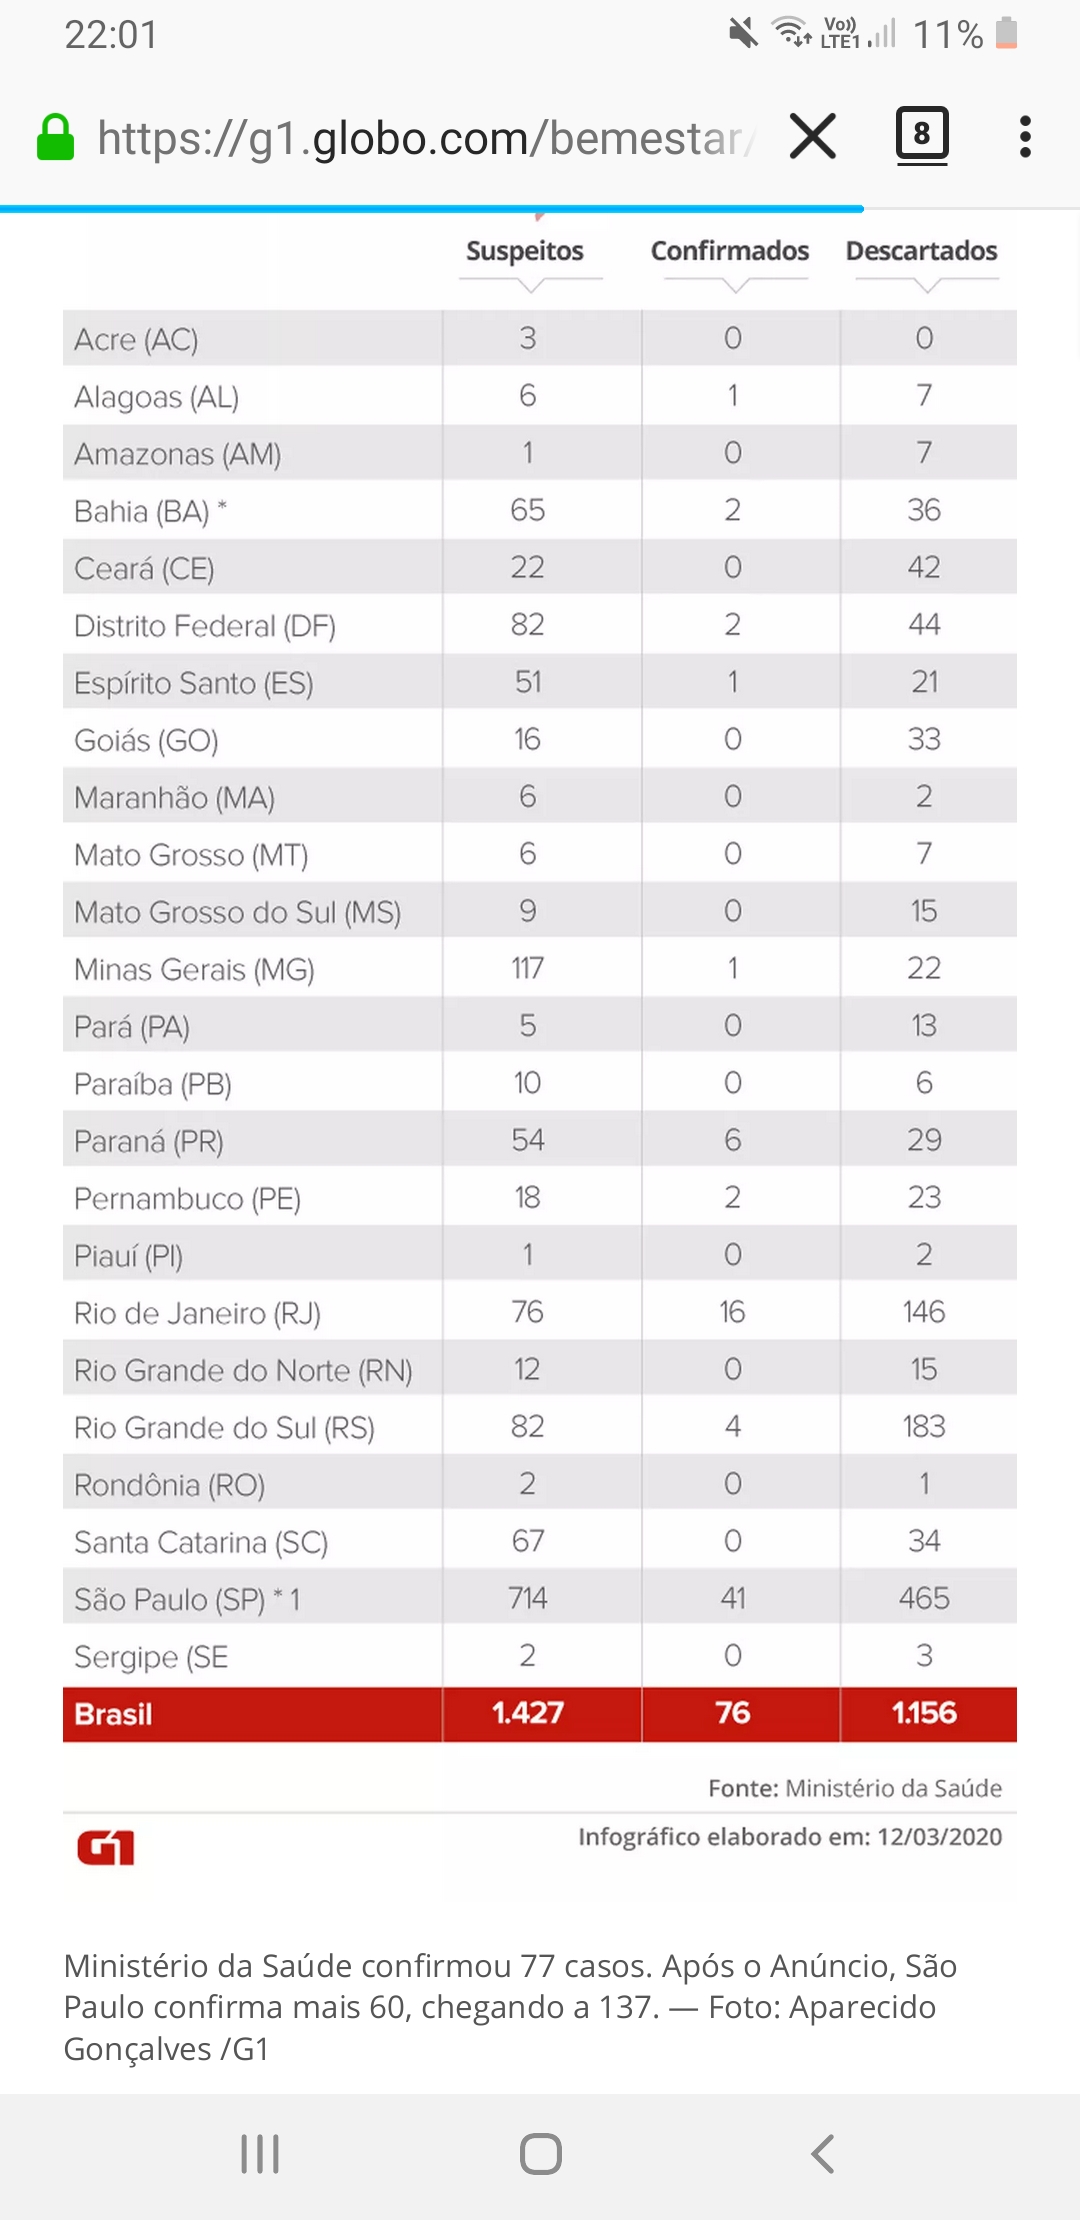 22:01
Vo))
LTE1
11%
https://g1.globo.com/bemestar/
8
Suspeitos Confirmados Descartados
Acre (AC) 3 0 0
Alagoas (AL) 6 1 7
Amazonas (AM) 1 0 7
Bahia (BA) * 65 2 36
Ceará (CE) 22 0 42
Distrito Federal (DF) 82 2 44
Espírito Santo (ES) 51 1 21
Goiás (GO) 16 0 33
Maranhão (MA) 6 0 2
Mato Grosso (MT) 6 0 7
Mato Grosso do Sul (MS) 9 0 15
Minas Gerais (MG) 117 1 22
Pará (PA) 5 0 13
Paraíba (PB) 10 0 6
Paraná (PR) 54 6 29
Pernambuco (PE) 18 2 23
Piauí (PI) 1 0 2
Rio de Janeiro (RJ) 76 16 146
Rio Grande do Norte (RN) 12 0 15
Rio Grande do Sul (RS) 82 4 183
Rondônia (RO) 2 0 1
Santa Catarina (SC) 67 0 34
São Paulo (SP) * 1 714 41 465
Sergipe (SE 2 0 3
Brasil 1.427 76 1.156
Fonte: Ministério da Saúde
G1
Infográfico elaborado em: 12/03/2020
Ministério da Saúde confirmou 77 casos. Após o Anúncio, São
Paulo confirma mais 60, chegando a 137. — Foto: Aparecido
Gonçalves /G1